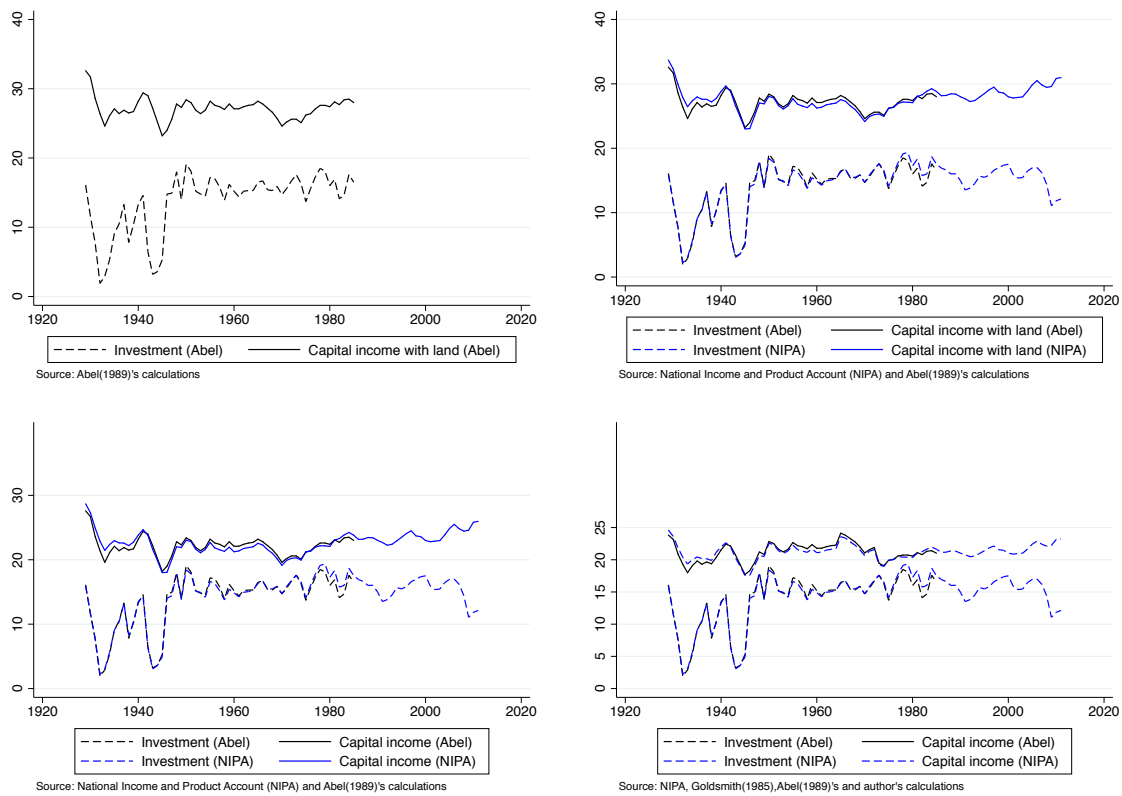 40
30
20
10
0
1920 1940 1960 1980 2000 2020
Investment (Abel) Capital income with land (Abel)
Source: Abel(1989)'s calculations
40
30
20
10
0
1920 1940 1960 1980 2000 2020
Investment (Abel) Capital income with land (Abel)
Investment (NIPA) Capital income with land (NIPA)
Source: National Income and Product Account (NIPA) and Abel(1989)'s calculations
30
20
10
0
1920 1940 1960 1980 2000 2020
Investment (Abel) Capital income (Abel)
Investment (NIPA) Capital income (NIPA)
Source: National Income and Product Account (NIPA) and Abel(1989)'s calculations
25
20
15
10
5
0
1920 1940 1960 1980 2000 2020
Investment (Abel) Capital income (Abel)
Investment (NIPA) Capital income (NIPA)
Source: NIPA, Goldsmith(1985),Abel(1989)'s and author's calculations